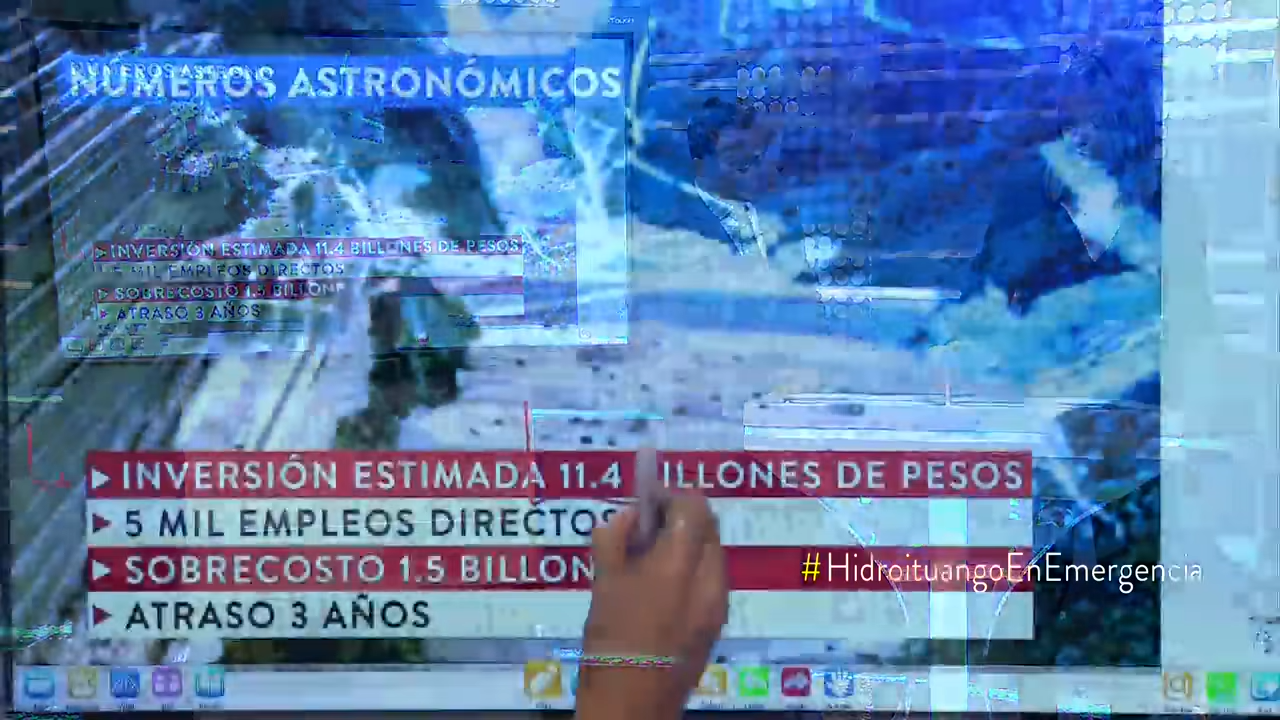 NÚMEROS ASTRONÓMICOS
INVERSIÓN ESTIMADA 11.4 BILLONES DE PESOS
5 MIL EMPLEOS DIRECTOS
SOBRECOSTO 1.5 BILLONE
ATRASO 3 AÑOS
INVERSIÓN ESTIMADA 11.4 ILLONES DE PESOS
5 MIL EMPLEOS DIRECTOS
SOBRECOSTO 1.5 BILLON
#HidroituangoEnEmergencia
ATRASO 3 AÑOS